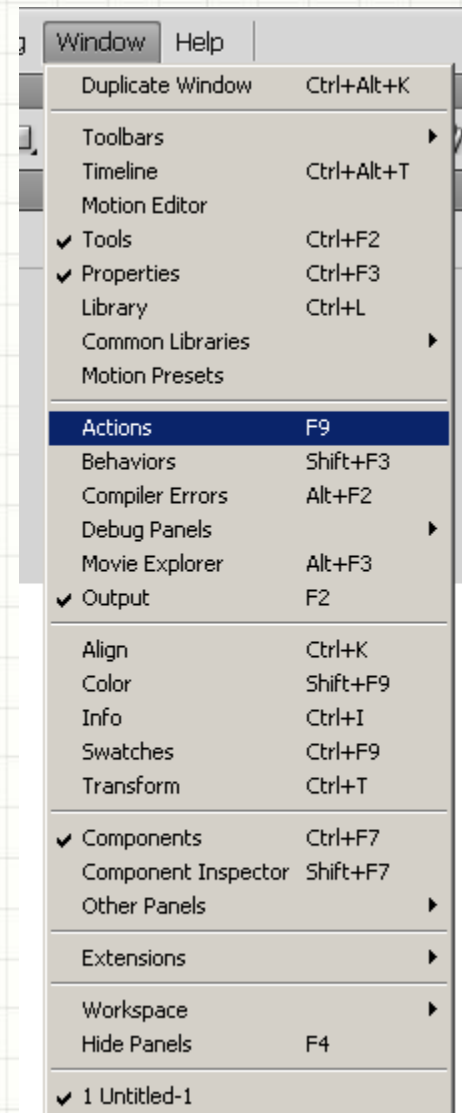 Window Help
Duplicate Window Ctrl+Alt+K
Toolbars
Timeline Ctrl+Alt+T
Motion Editor
Tools Ctrl+F2
Properties Ctrl+F3
Library Ctrl+L
Common Libraries
Motion Presets
Actions F9
Behaviors Shift+F3
Compiler Errors Alt+F2
Debug Panels
Movie Explorer Alt+F3
Output F2
Align Ctrl+K
Color Shift+F9
Info Ctrl+I
Swatches Ctrl+F9
Transform Ctrl+T
Components Ctrl+F7
Component Inspector Shift+F7
Other Panels
Extensions
Workspace
Hide Panels F4
1 Untitled-1